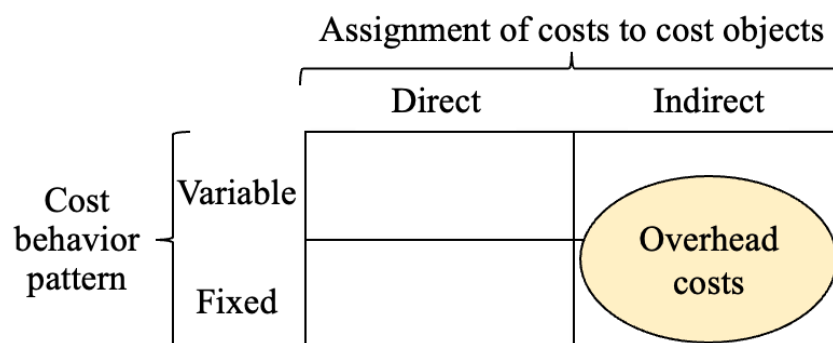 Assignment of costs to cost objects
Direct Indirect
Variable
Cost
behavior
pattern
Overhead
costs
Fixed